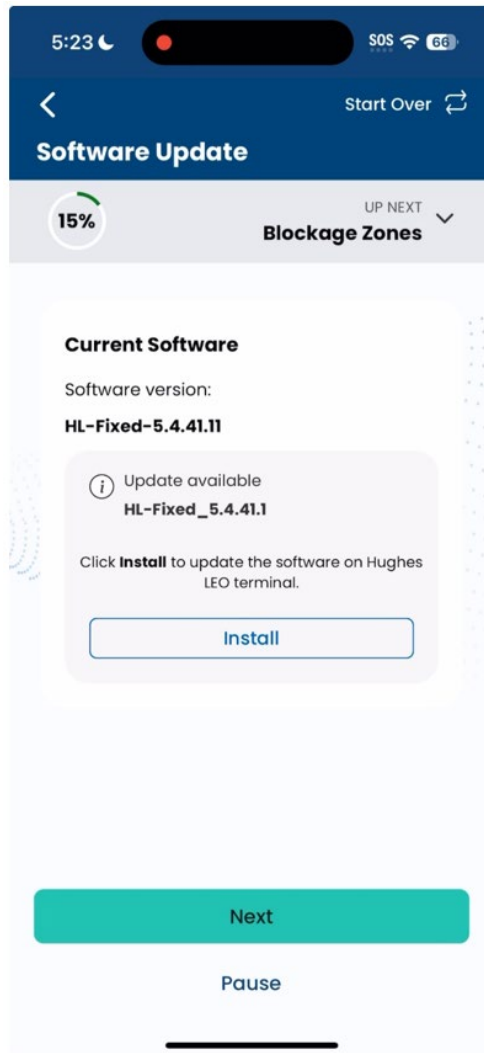 5:23
SOS 66
Start Over
Software Update
15%
UP NEXT
Blockage Zones
Current Software
Software version:
HL-Fixed-5.4.41.11
i Update available
HL-Fixed_5.4.41.1
Click Install to update the software on Hughes
LEO terminal.
Install
Next
Pause